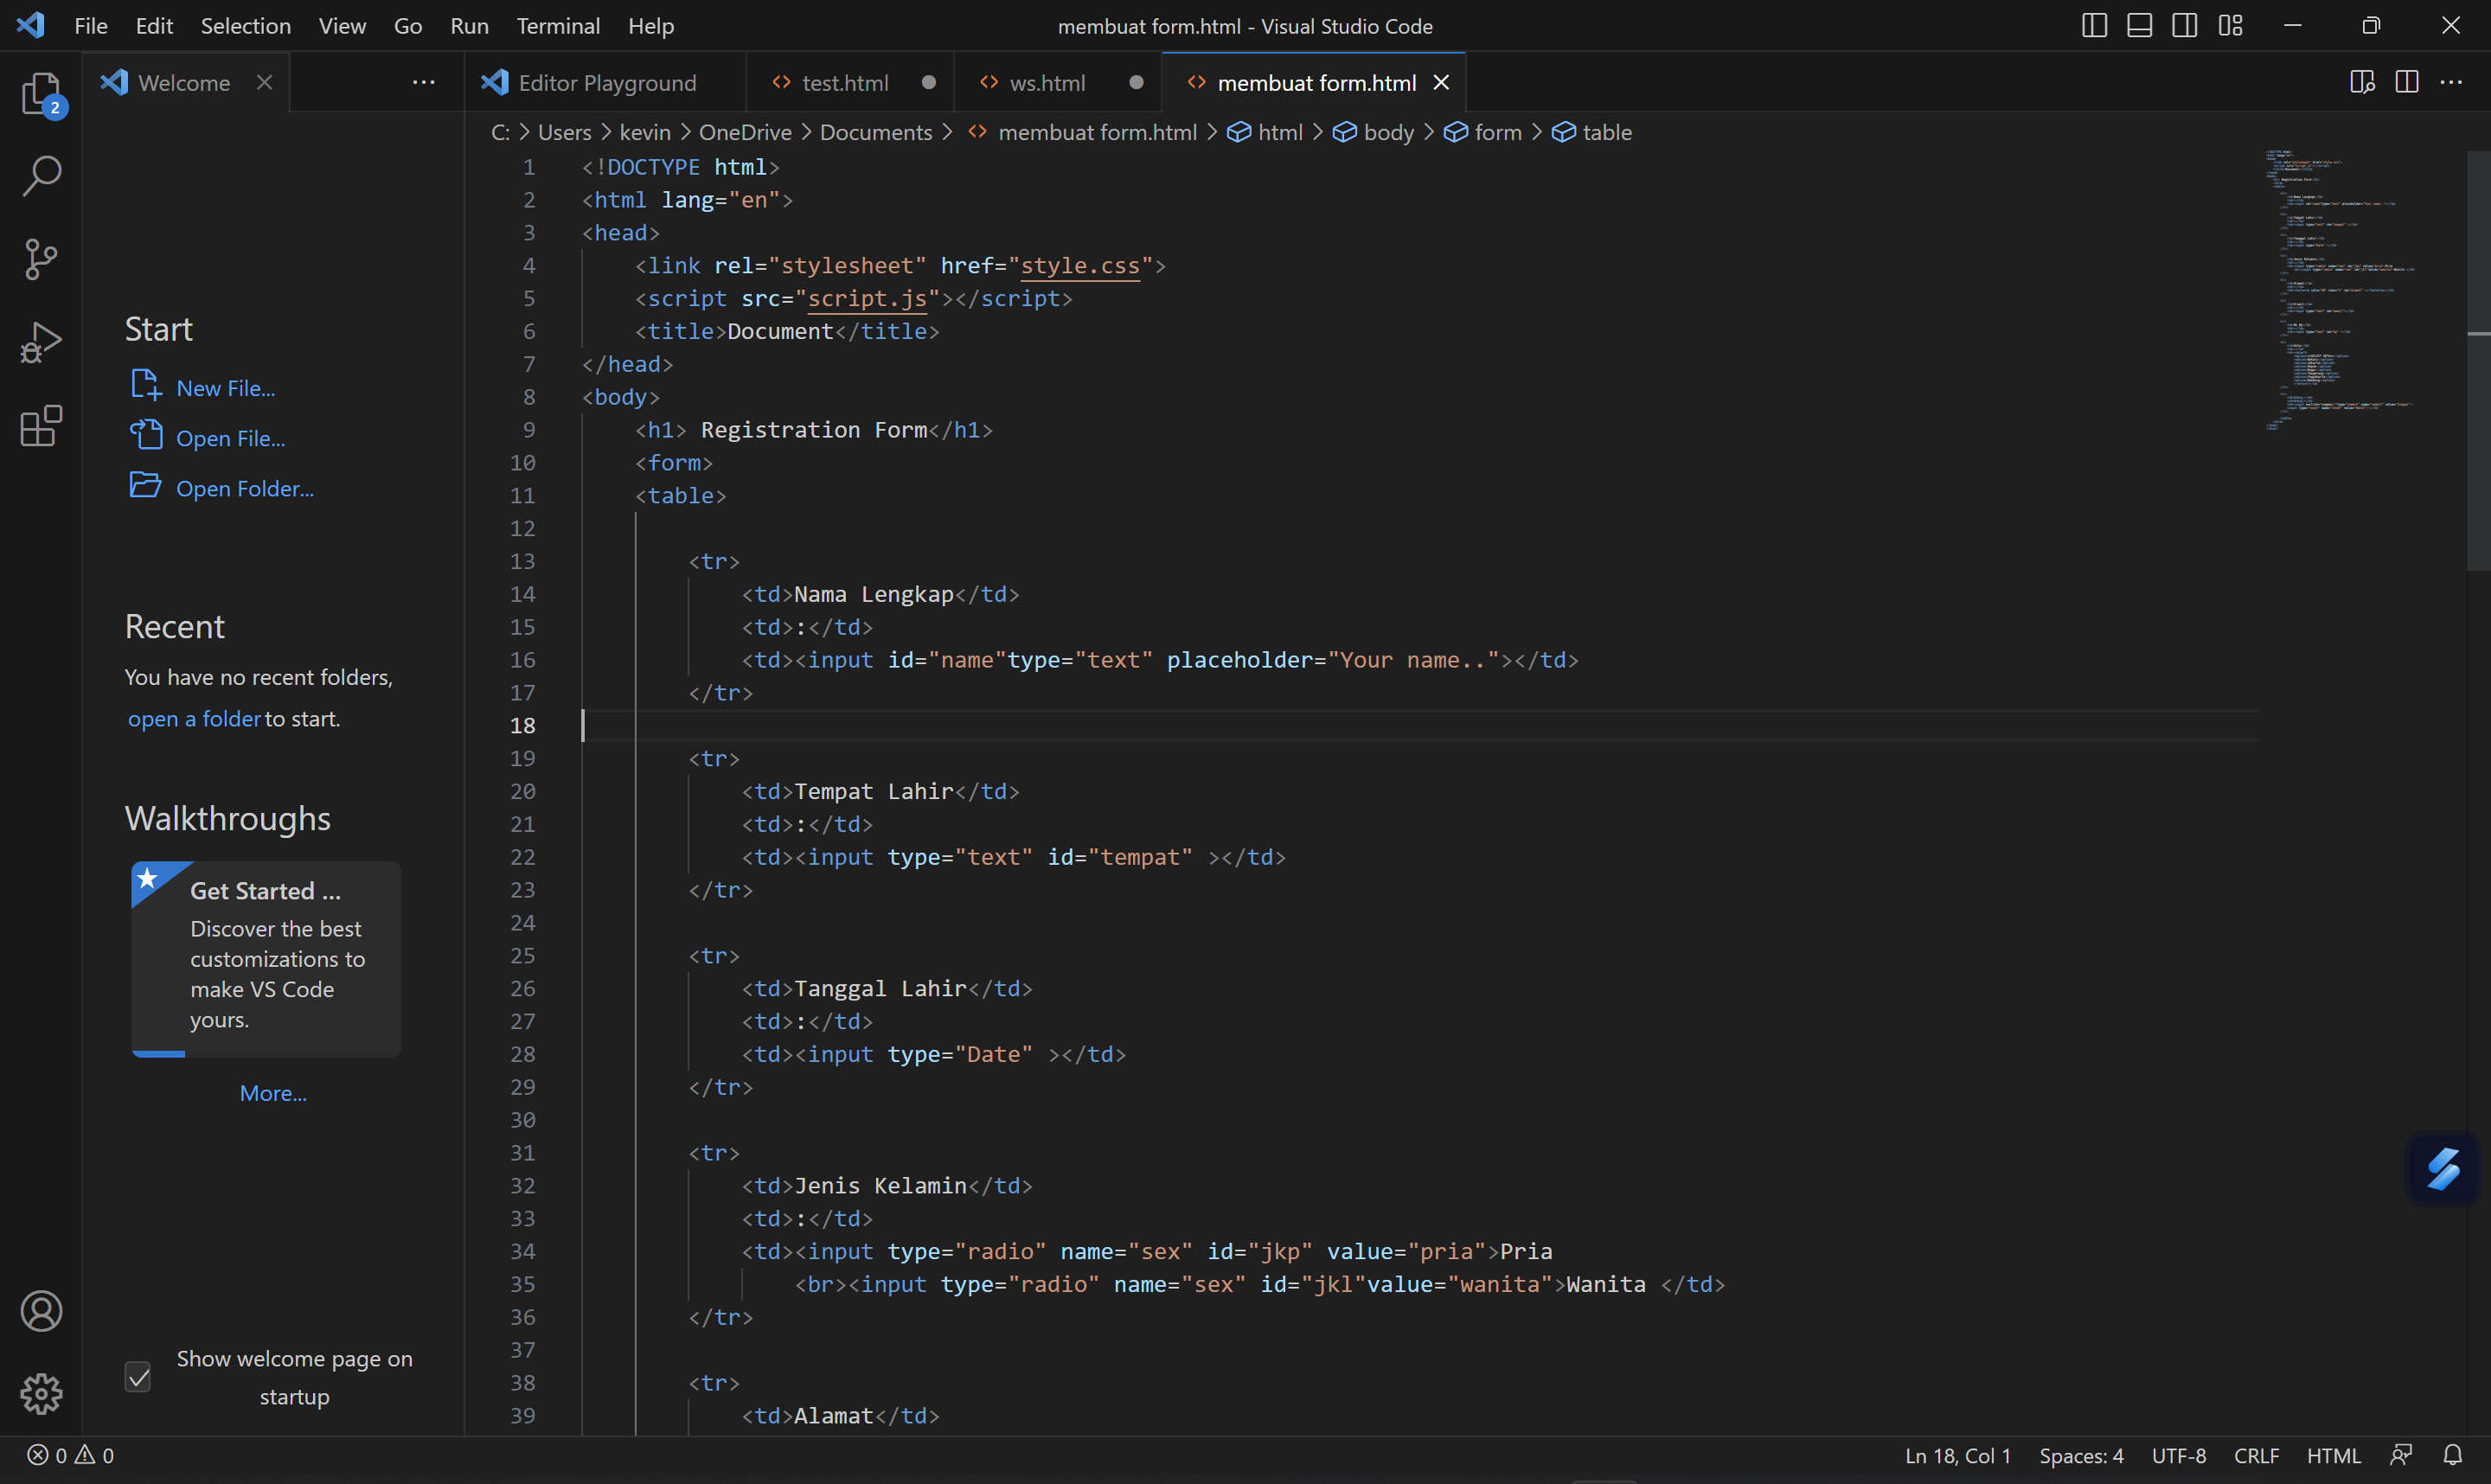 File Edit Selection View Go Run Terminal Help
membuat form.html - Visual Studio Code
Welcome
Editor Playground
test.html
ws.html
membuat form.html
2
C: > Users > kevin > OneDrive > Documents > <> membuat form.html > html > body > form > table
Start
New File...
Open File...
Open Folder...
Recent
You have no recent folders,
open a folder to start.
Walkthroughs
Get Started ...
Discover the best
customizations to
make VS Code
yours.
More...
Show welcome page on
startup
1 <!DOCTYPE html>
2 <html lang="en">
3 <head>
4 <link rel="stylesheet" href="style.css">
5 <script src="script.js"></script>
6 <title>Document</title>
7 </head>
8 <body>
9 <h1> Registration Form</h1>
10 <form>
11 <table>
12
13 <tr>
14 <td>Nama Lengkap</td>
15 <td>:</td>
16 <td><input id="name"type="text" placeholder="Your name.."></td>
17 </tr>
18
19 <tr>
20 <td>Tempat Lahir</td>
21 <td>:</td>
22 <td><input type="text" id="tempat" ></td>
23 </tr>
24
25 <tr>
26 <td>Tanggal Lahir</td>
27 <td>:</td>
28 <td><input type="Date" ></td>
29 </tr>
30
31 <tr>
32 <td>Jenis Kelamin</td>
33 <td>:</td>
34 <td><input type="radio" name="sex" id="jkp" value="pria">Pria
35 <br><input type="radio" name="sex" id="jkl"value="wanita">Wanita </td>
36 </tr>
37
38 <tr>
39 <td>Alamat</td>
0 0
Ln 18, Col 1 Spaces: 4 UTF-8 CRLF HTML